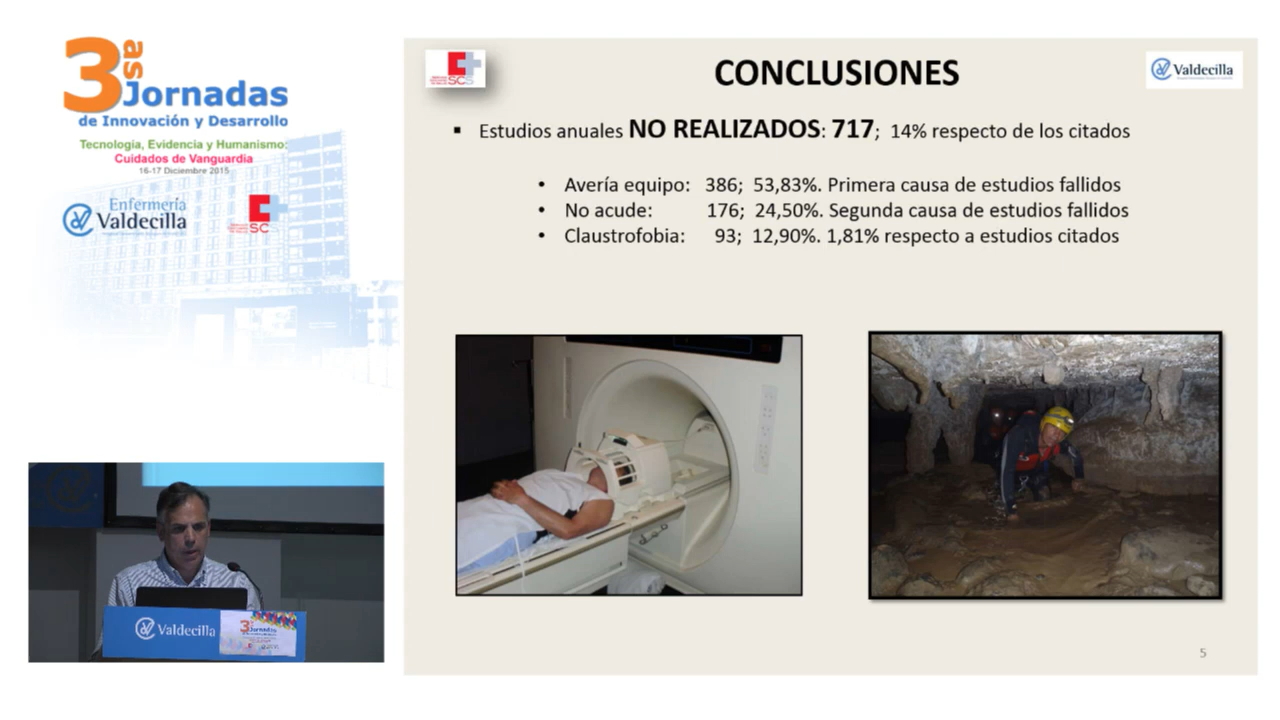 3as
Jornadas
de Innovación y Desarrollo
Tecnología, Evidencia y Humanismo:
Cuidados de Vanguardia
16-17 Diciembre 2015
Enfermería
Valdecilla
SC
SCS
CONCLUSIONES
Valdecilla
▪ Estudios anuales NO REALIZADOS: 717; 14% respecto de los citados
• Avería equipo: 386; 53,83%. Primera causa de estudios fallidos
• No acude: 176; 24,50%. Segunda causa de estudios fallidos
• Claustrofobia: 93; 12,90%. 1,81% respecto a estudios citados
Valdecilla
3as
Jornadas
5